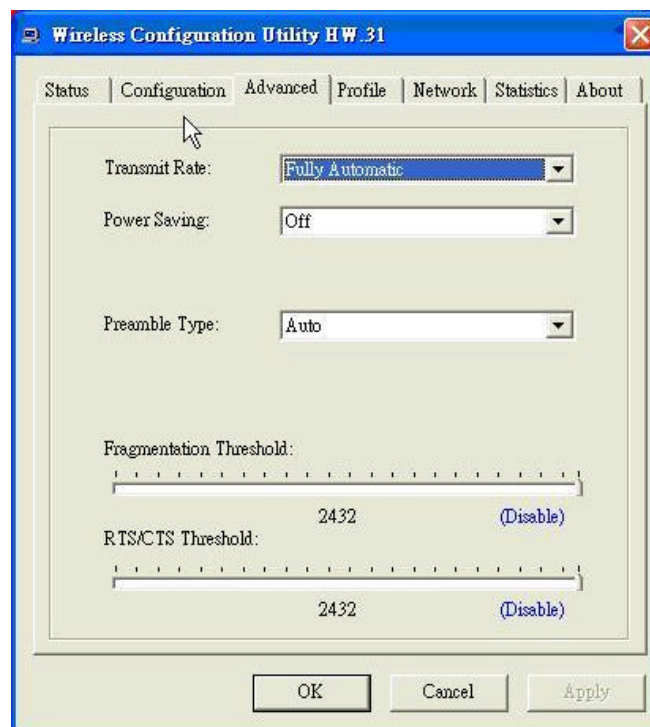 Wireless Configuration Utility HW.31
Status Configuration Advanced Profile Network Statistics About
Transmit Rate: Fully Automatic
Power Saving: Off
Preamble Type: Auto
Fragmentation Threshold:
2432 (Disable)
RTS/CTS Threshold:
2432 (Disable)
OK Cancel Apply